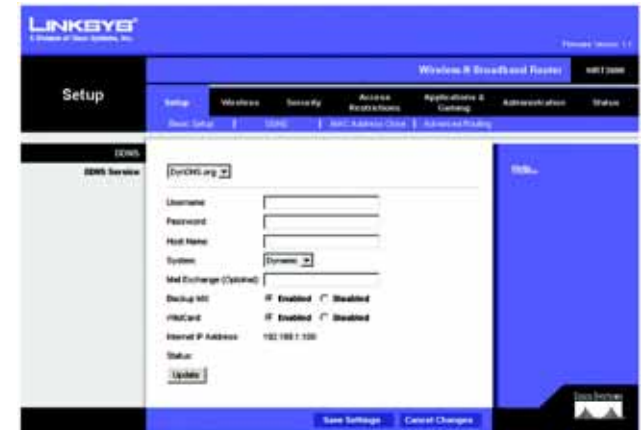 LINKSYS®
A Division of Cisco Systems, Inc.
Firmware Version: 1.1
Wireless-N Broadband Router
Setup
Setup Wireless Security Access Restrictions Applications & Gaming Administration Status
Basic Setup | DDNS | MAC Address Clone | Advanced Routing
DDNS
DDNS Service
DynDNS.org
Help...
Username
Password
Host Name
System Dynamic
Mail Exchange (Optional)
Backup MX Enabled Disabled
WildCard Enabled Disabled
Internet IP Address 192.168.1.100
Status:
Update
Save Settings Cancel Changes
Cisco Systems